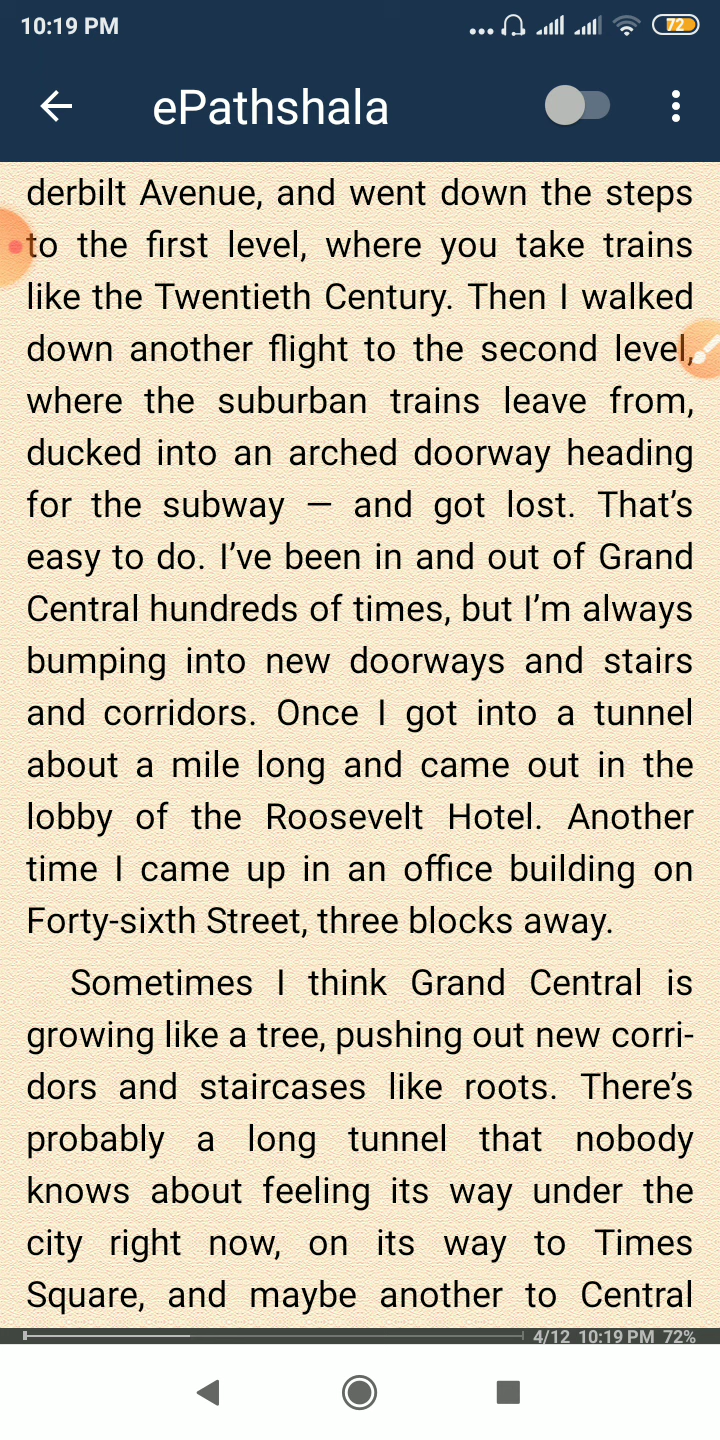 10:19 PM
72
ePathshala
derbilt Avenue, and went down the steps
to the first level, where you take trains
like the Twentieth Century. Then I walked
down another flight to the second level,
where the suburban trains leave from,
ducked into an arched doorway heading
for the subway — and got lost. That’s
easy to do. I’ve been in and out of Grand
Central hundreds of times, but I’m always
bumping into new doorways and stairs
and corridors. Once I got into a tunnel
about a mile long and came out in the
lobby of the Roosevelt Hotel. Another
time I came up in an office building on
Forty-sixth Street, three blocks away.
Sometimes I think Grand Central is
growing like a tree, pushing out new corri-
dors and staircases like roots. There’s
probably a long tunnel that nobody
knows about feeling its way under the
city right now, on its way to Times
Square, and maybe another to Central
4/12 10:19 PM 72%